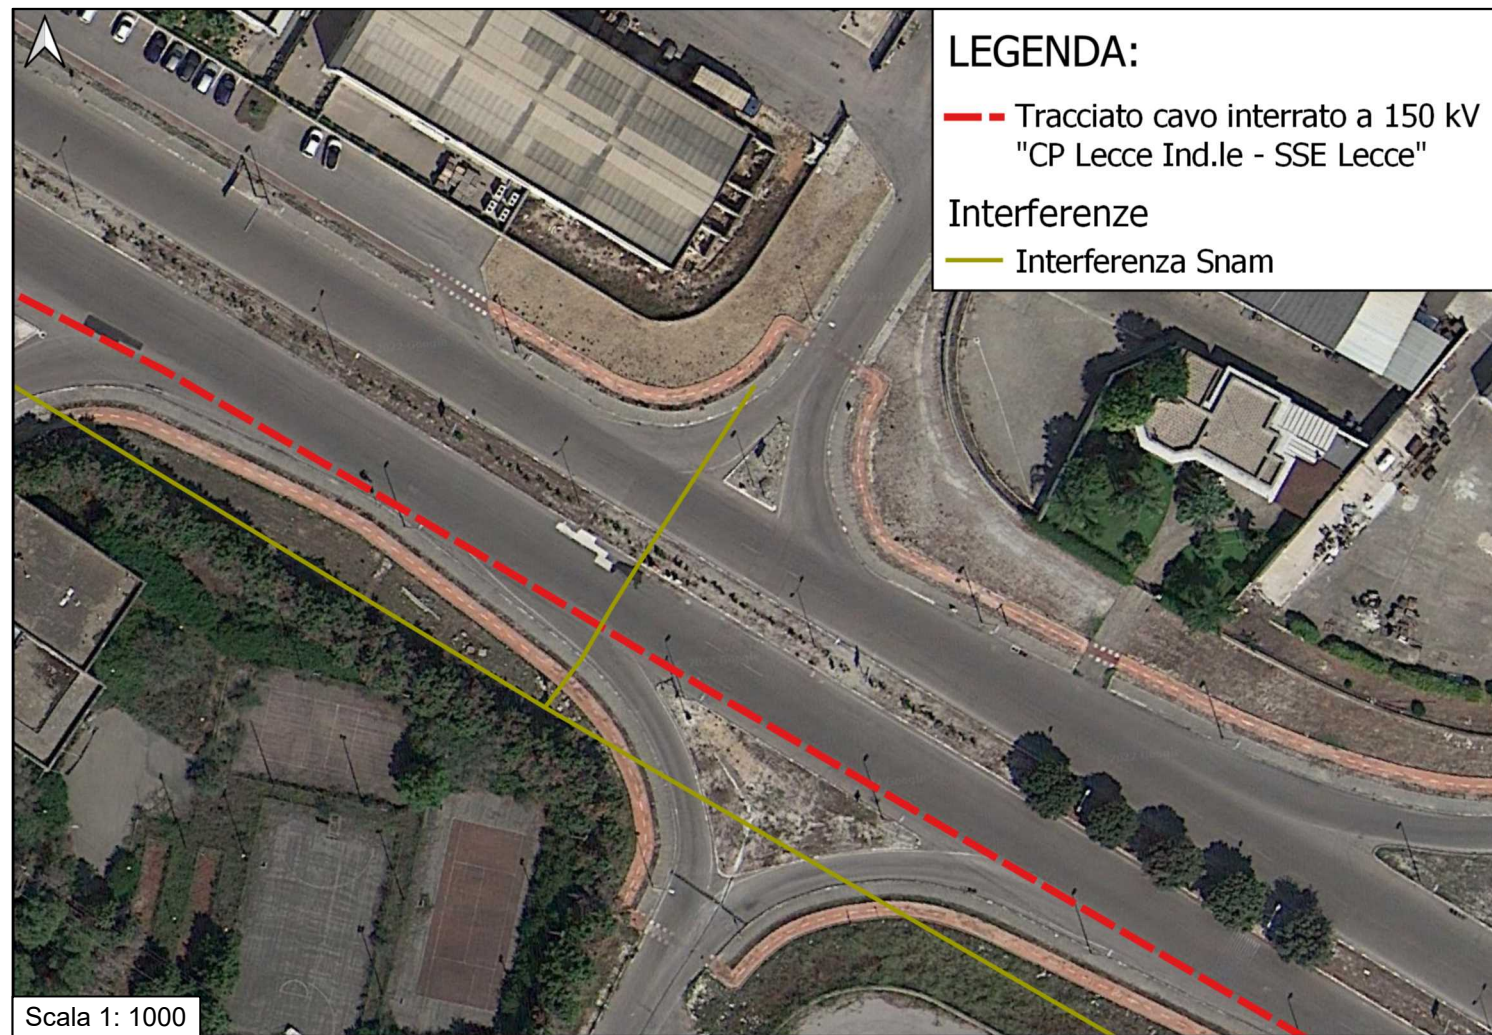 LEGENDA:
Tracciato cavo interrato a 150 kV
"CP Lecce Ind.le - SSE Lecce"
Interferenze
Interferenza Snam
Scala 1: 1000